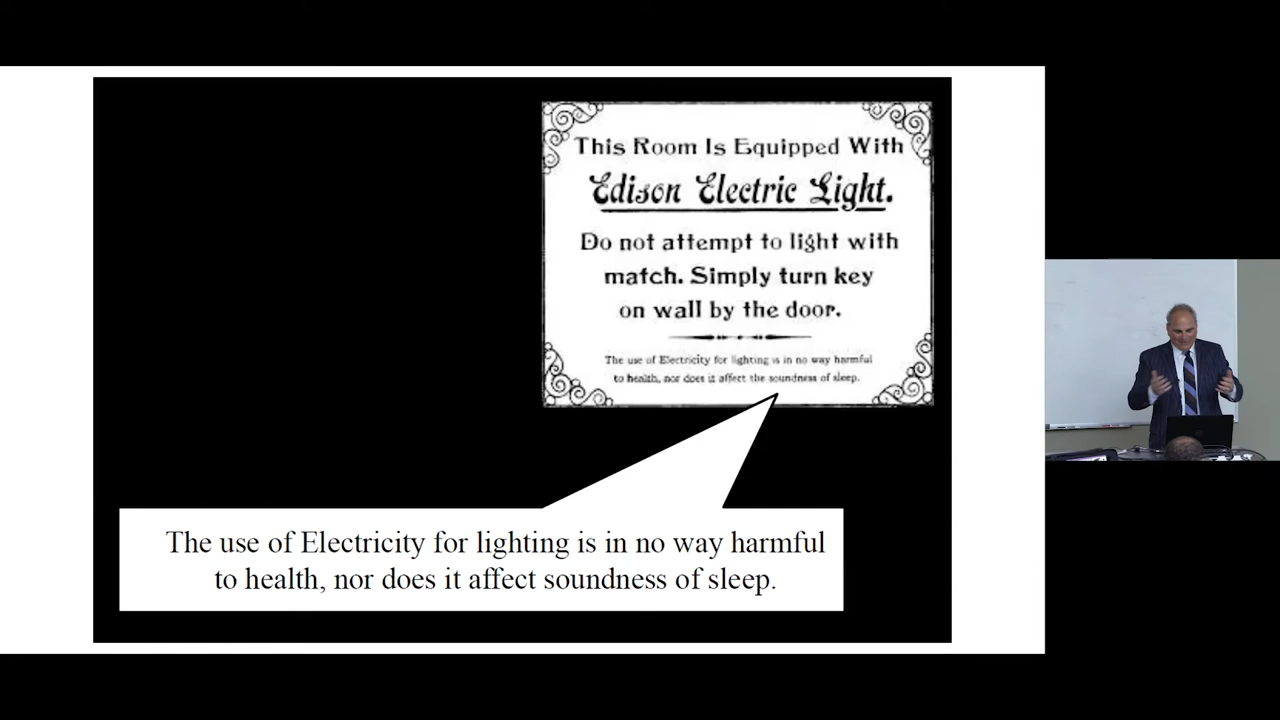 This Room Is Equipped With
Edison Electric Light.
Do not attempt to light with
match. Simply turn key
on wall by the door.
The use of Electricity for lighting is in no way harmful
to health, nor does it affect the soundness of sleep.
The use of Electricity for lighting is in no way harmful
to health, nor does it affect soundness of sleep.